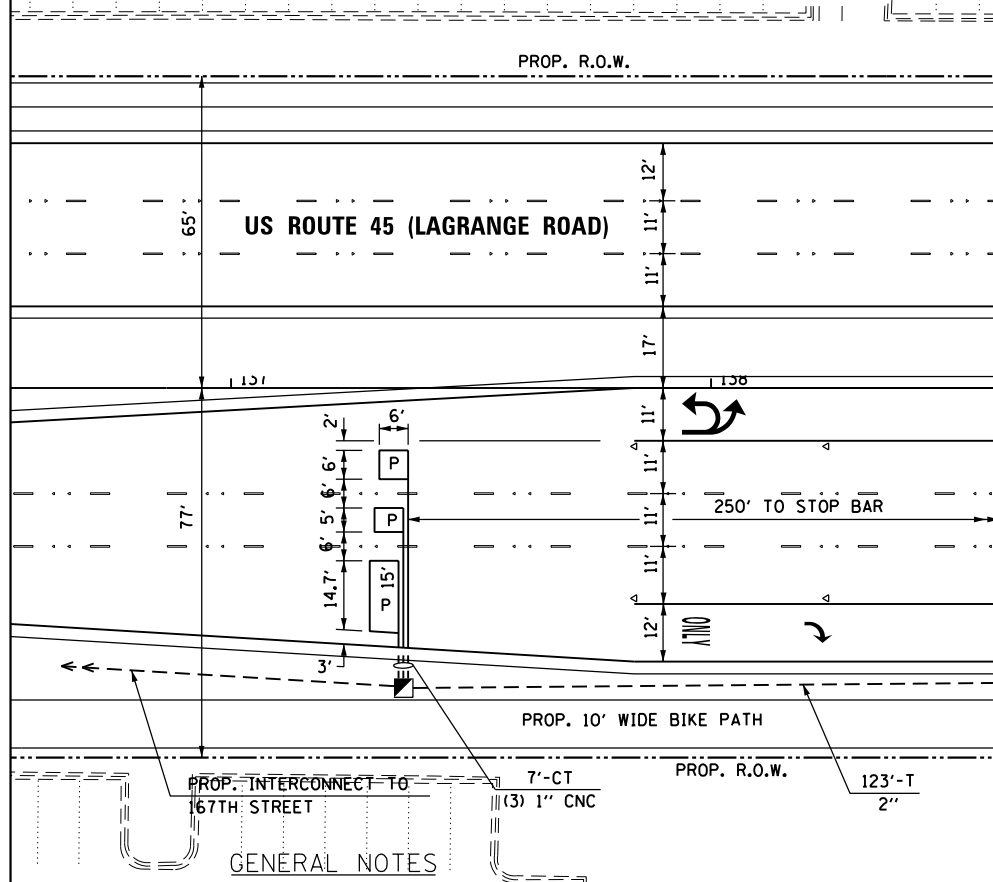 PROP. R.O.W.
12'
65'
US ROUTE 45 (LAGRANGE ROAD)
11'
11'
17'
137
138
2'
6'
11'
6'
P
11'
6'
77'
5'
P
11'
250' TO STOP BAR
6'
11'
14.7'
15'
P
12'
ONLY
3'
PROP. 10' WIDE BIKE PATH
PROP. R.O.W.
PROP. INTERCONNECT TO
167TH STREET
7'-CT
(3) 1'' CNC
123'-T
2''
GENERAL NOTES